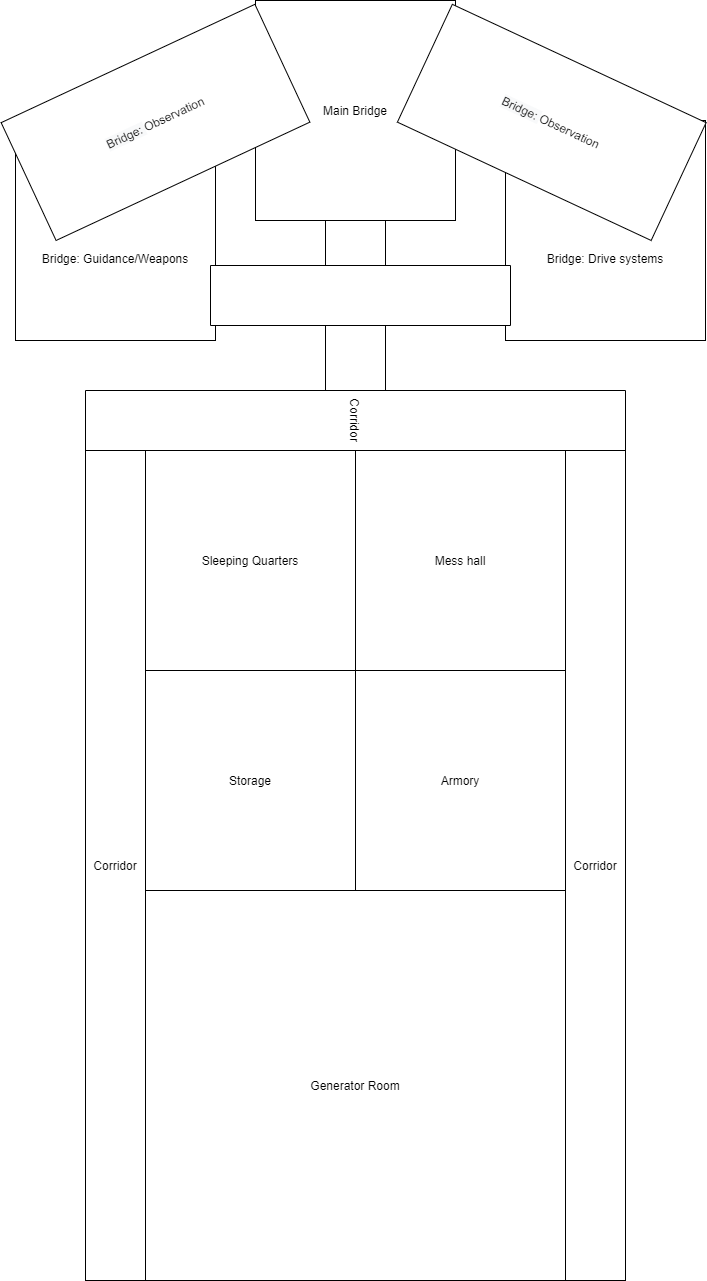 Main Bridge
Bridge: Observation
Bridge: Observation
Bridge: Guidance/Weapons
Bridge: Drive systems
Corridor
Sleeping Quarters
Mess hall
Storage
Armory
Corridor
Corridor
Generator Room